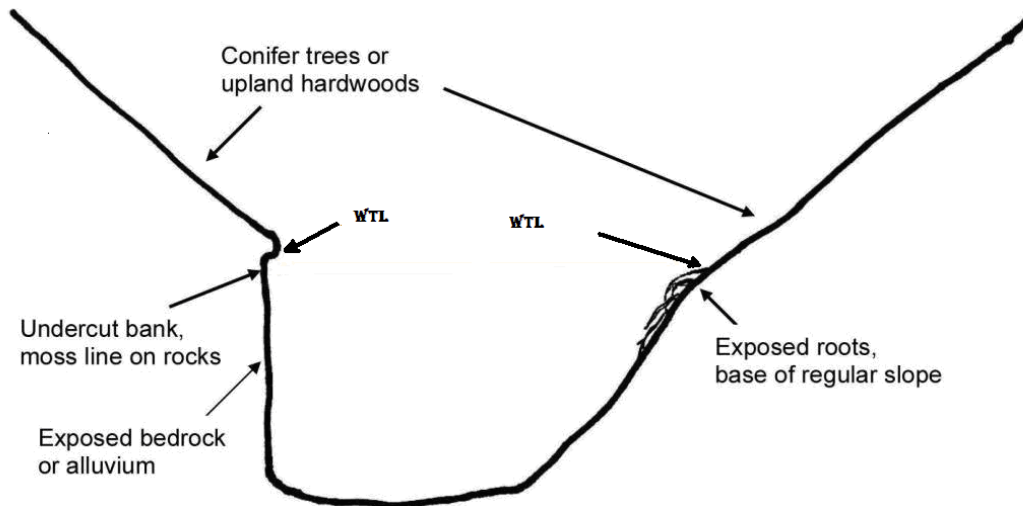 Conifer trees or
upland hardwoods
WTL
WTL
Undercut bank,
moss line on rocks
Exposed roots,
base of regular slope
Exposed bedrock
or alluvium